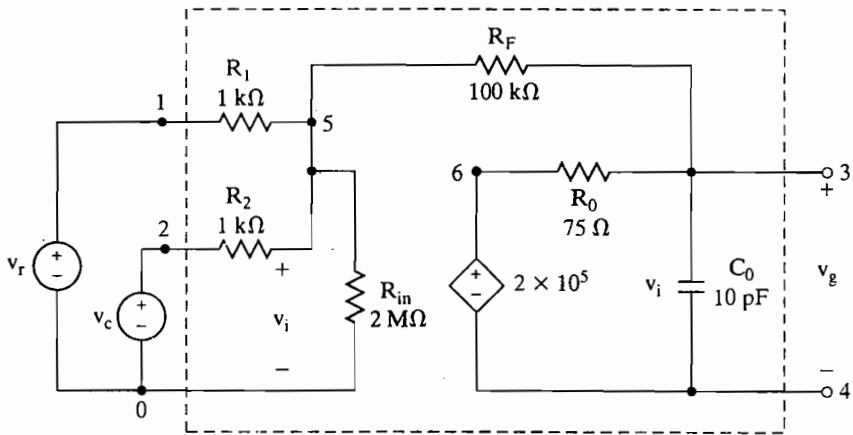 R_F
100 kΩ
R_1
1 kΩ
1
5
6
R_0
75 Ω
3
+
R_2
1 kΩ
2
v_r
+
−
v_c
+
−
+
v_i
−
R_in
2 MΩ
+
−
2 × 10^5
v_i
C_0
10 pF
v_g
−
4
0